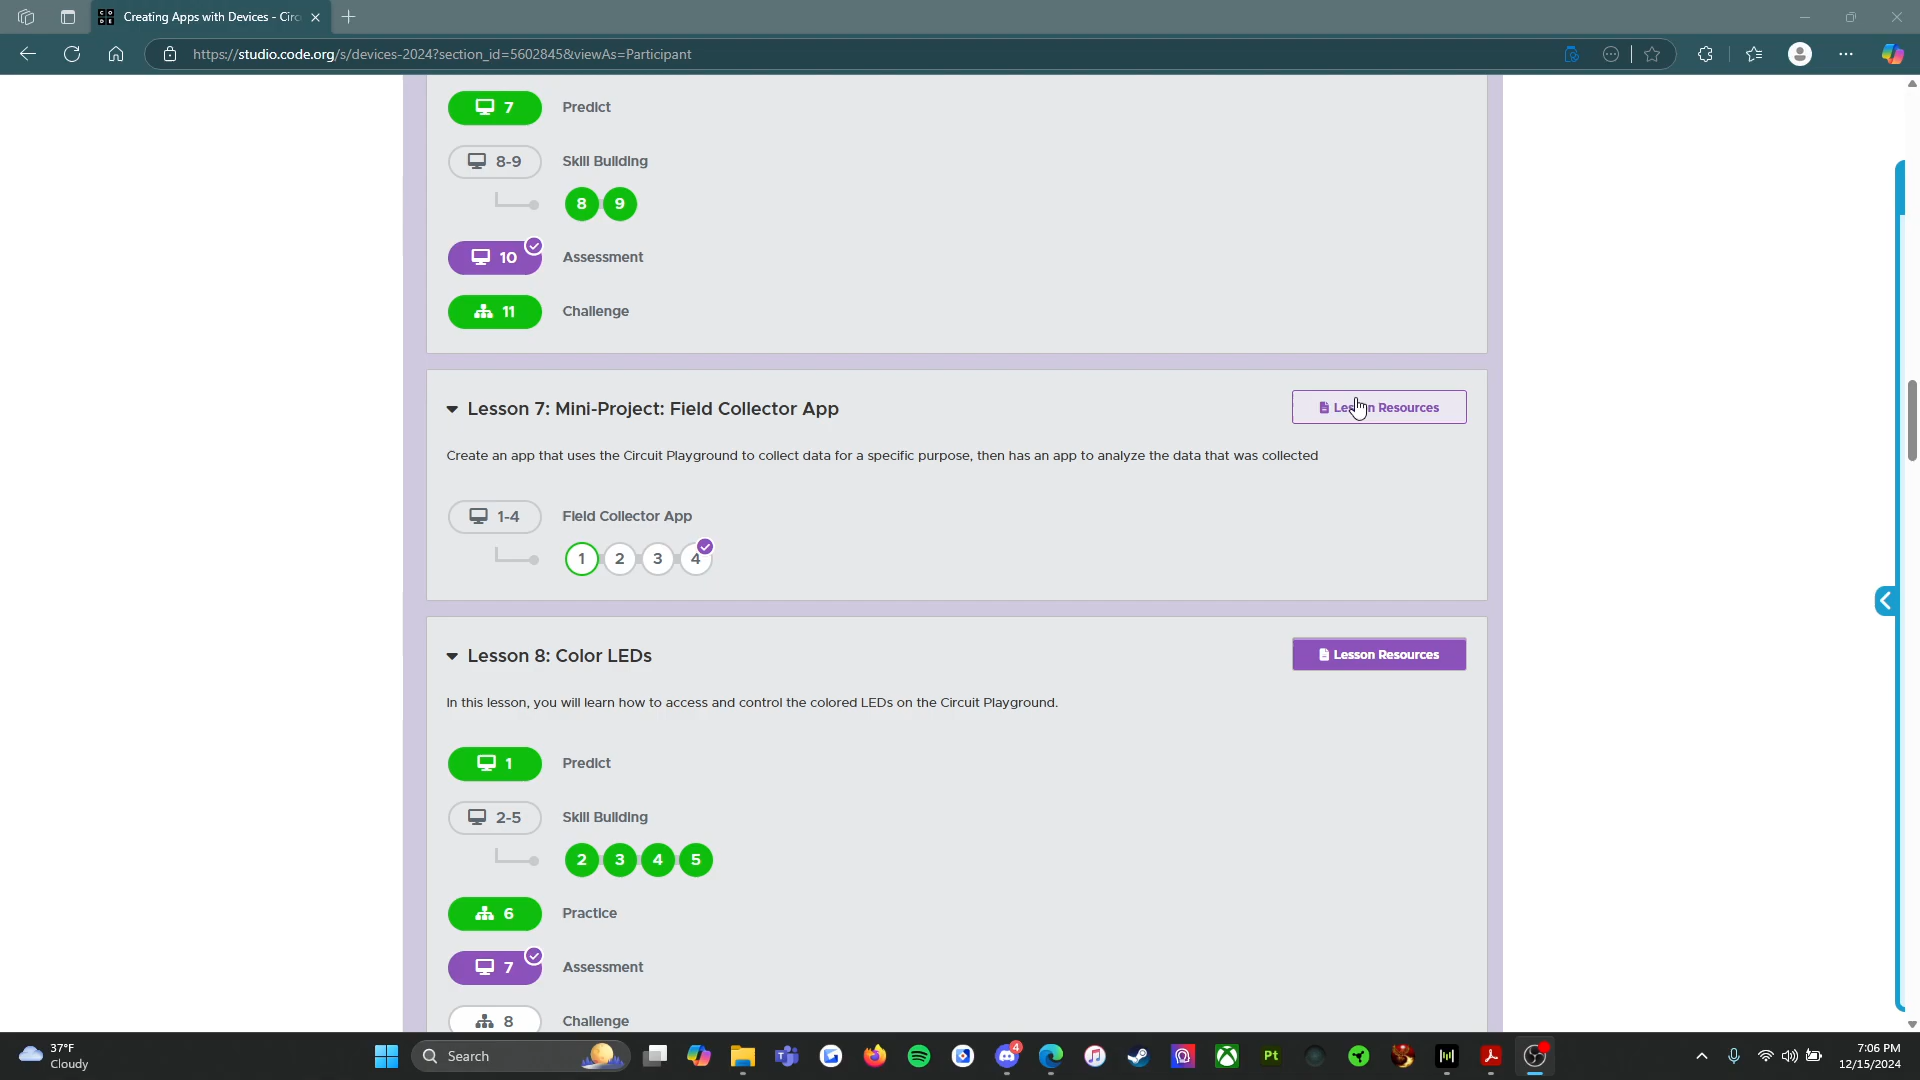 Creating Apps with Devices - Circ
https://studio.code.org/s/devices-2024?section_id=5602845&viewAs=Participant
7 Predict
8-9 Skill Building
8 9
10 Assessment
11 Challenge
Lesson 7: Mini-Project: Field Collector App
Lesson Resources
Create an app that uses the Circuit Playground to collect data for a specific purpose, then has an app to analyze the data that was collected
1-4 Field Collector App
1 2 3 4
Lesson 8: Color LEDs
Lesson Resources
In this lesson, you will learn how to access and control the colored LEDs on the Circuit Playground.
1 Predict
2-5 Skill Building
2 3 4 5
6 Practice
7 Assessment
8 Challenge
37°F
Cloudy
Search
4
Pt
7:06 PM
12/15/2024